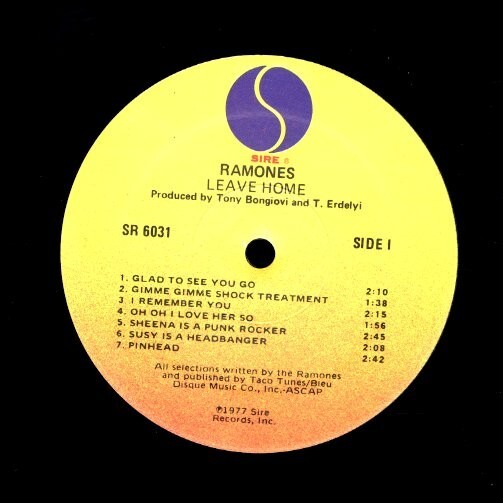 SIRE ®
RAMONES
LEAVE HOME
Produced by Tony Bongiovi and T. Erdelyi
SR 6031
SIDE I
1. GLAD TO SEE YOU GO 2:10
2. GIMME GIMME SHOCK TREATMENT 1:38
3. I REMEMBER YOU 2:15
4. OH OH I LOVE HER SO 1:56
5. SHEENA IS A PUNK ROCKER 2:45
6. SUSY IS A HEADBANGER 2:08
7. PINHEAD 2:42
All selections written by the Ramones
and published by Taco Tunes/Bleu
Disque Music Co., Inc.-ASCAP
℗1977 Sire
Records, Inc.